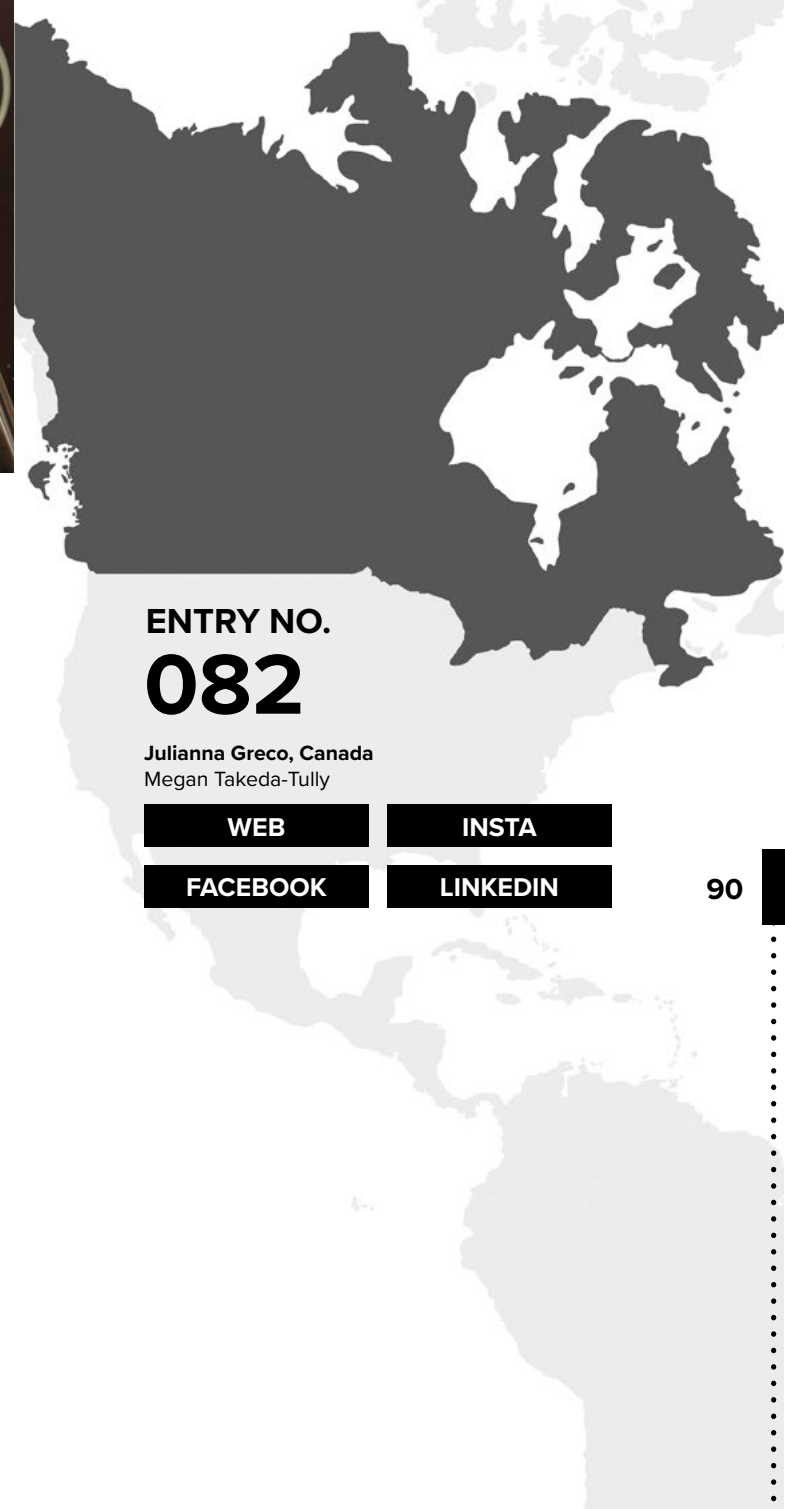 ENTRY NO.
082
Julianna Greco, Canada
Megan Takeda-Tully
WEB
INSTA
FACEBOOK
LINKEDIN
90